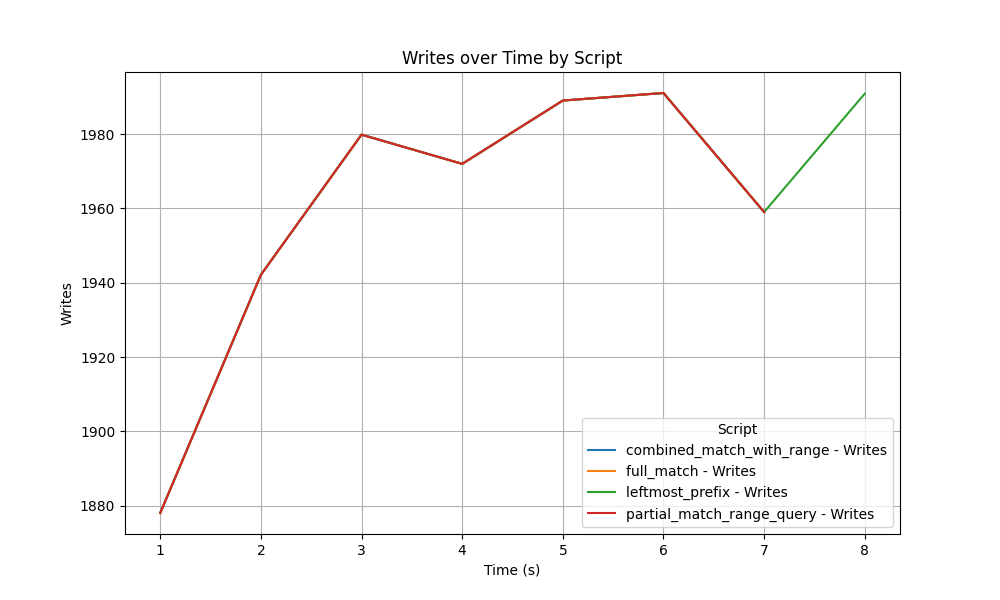 Writes over Time by Script
Writes
1980
1960
1940
1920
1900
1880
1 2 3 4 5 6 7 8
Time (s)
Script
combined_match_with_range - Writes
full_match - Writes
leftmost_prefix - Writes
partial_match_range_query - Writes